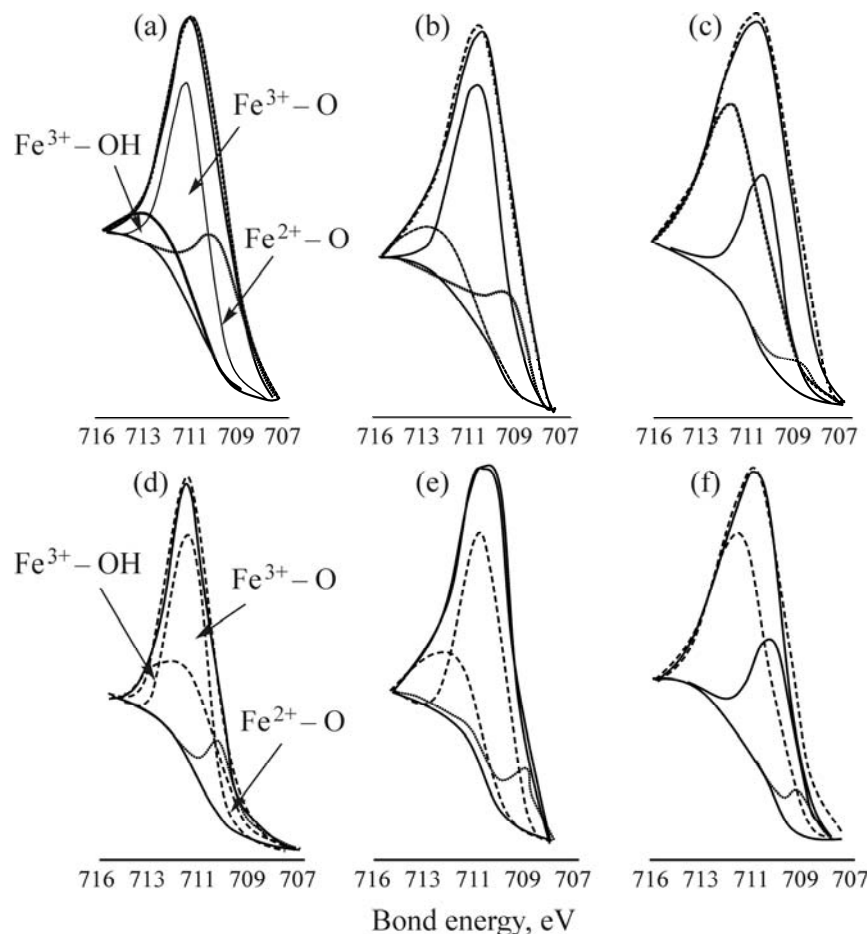 (a) (b) (c)
Fe³⁺ – O
Fe³⁺ – OH
Fe²⁺ – O
716 713 711 709 707 716 713 711 709 707 716 713 711 709 707
(d) (e) (f)
Fe³⁺ – OH
Fe³⁺ – O
Fe²⁺ – O
716 713 711 709 707 716 713 711 709 707 716 713 711 709 707
Bond energy, eV